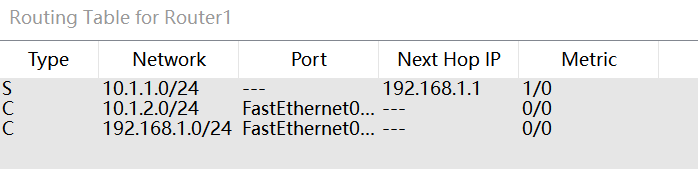 Routing Table for Router1
Type Network Port Next Hop IP Metric
S 10.1.1.0/24 --- 192.168.1.1 1/0
C 10.1.2.0/24 FastEthernet0... --- 0/0
C 192.168.1.0/24 FastEthernet0... --- 0/0